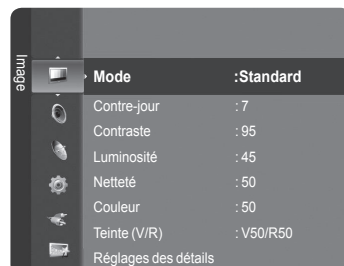 Image
Mode :Standard
Contre-jour : 7
Contraste : 95
Luminosité : 45
Netteté : 50
Couleur : 50
Teinte (V/R) : V50/R50
Réglages des détails